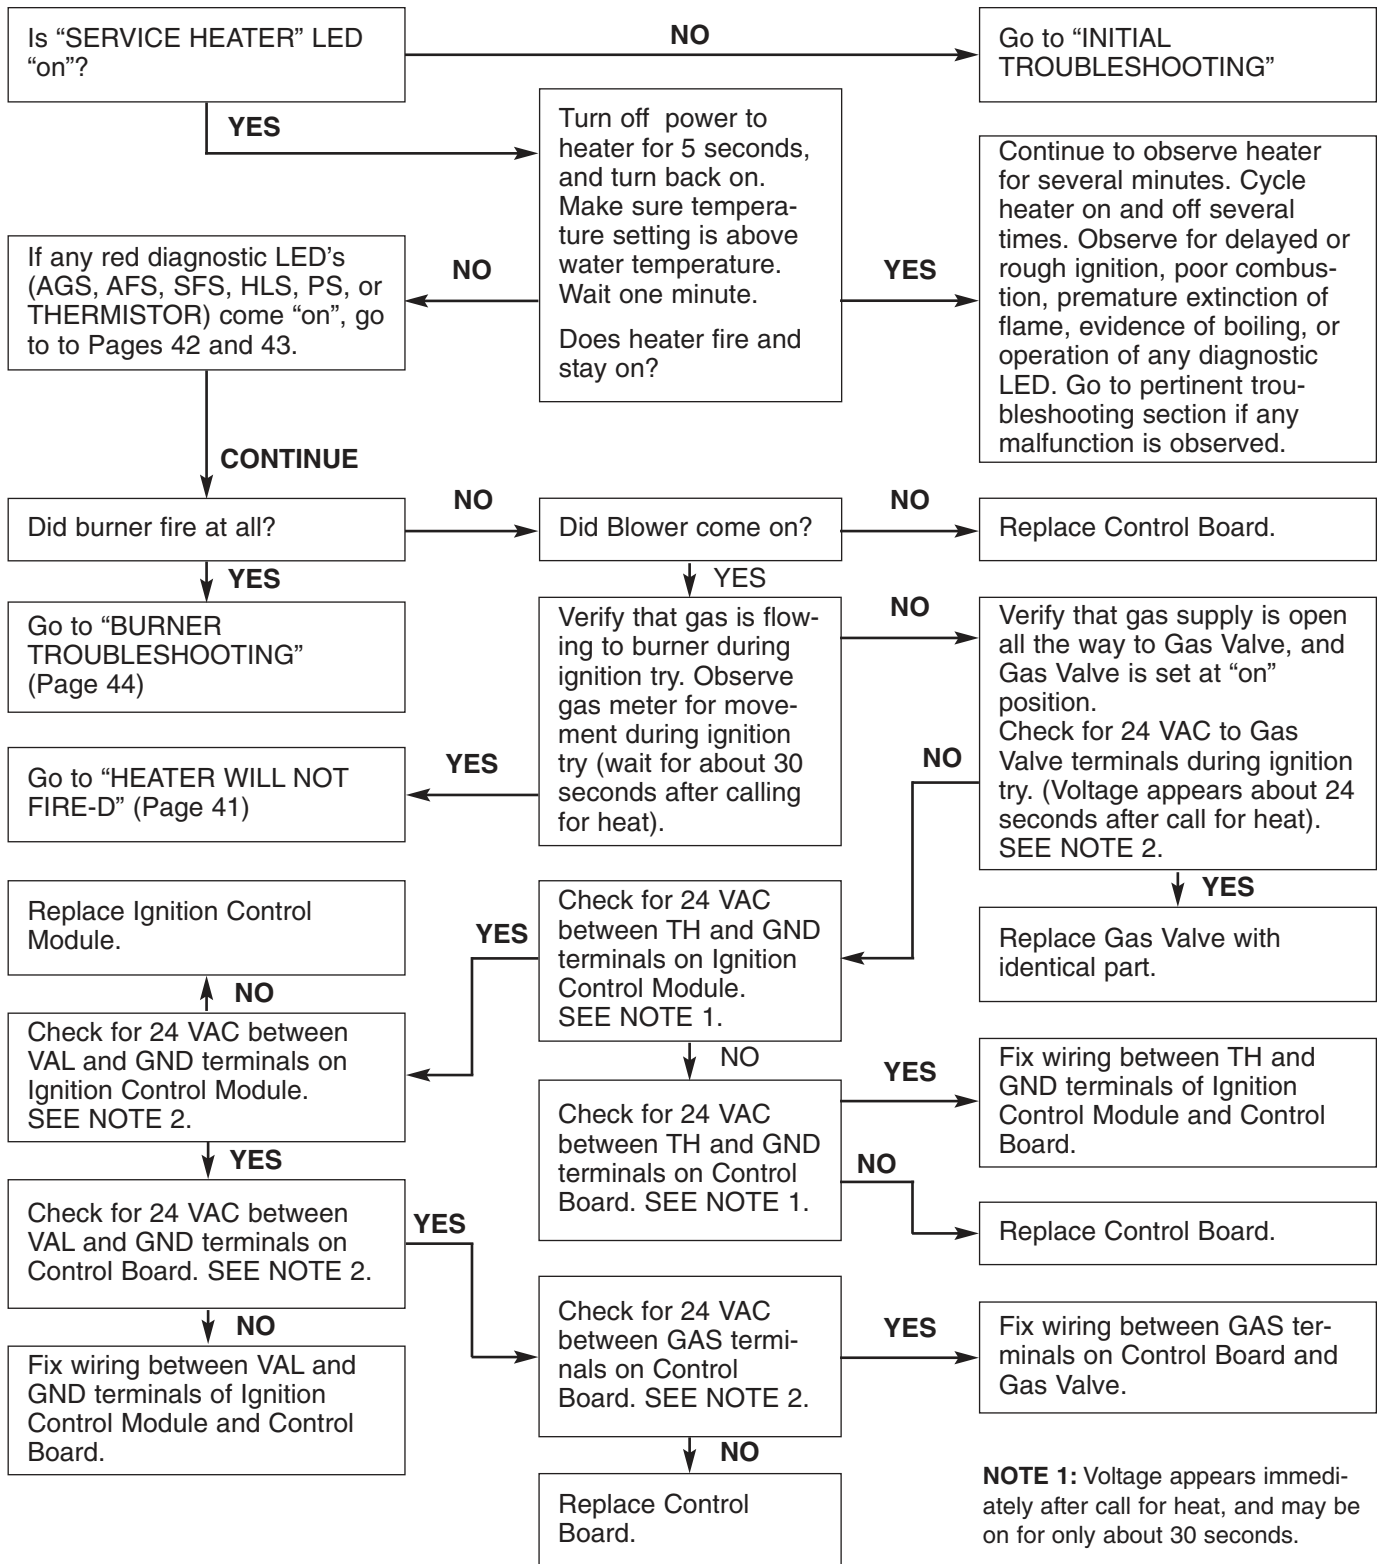 Is “SERVICE HEATER” LED
“on”?
NO
Go to “INITIAL
TROUBLESHOOTING”
YES
Turn off  power to
heater for 5 seconds,
and turn back on.
Make sure tempera-
ture setting is above
water temperature.
Wait one minute.
Does heater fire and
stay on?
NO
YES
If any red diagnostic LED’s
(AGS, AFS, SFS, HLS, PS, or
THERMISTOR) come “on”, go
to to Pages 42 and 43.
Continue to observe heater
for several minutes. Cycle
heater on and off several
times. Observe for delayed or
rough ignition, poor combus-
tion, premature extinction of
flame, evidence of boiling, or
operation of any diagnostic
LED. Go to pertinent trou-
bleshooting section if any
malfunction is observed.
CONTINUE
Did burner fire at all?
NO
Did Blower come on?
NO
Replace Control Board.
YES
YES
Go to “BURNER
TROUBLESHOOTING”
(Page 44)
Verify that gas is flow-
ing to burner during
ignition try. Observe
gas meter for move-
ment during ignition
try (wait for about 30
seconds after calling
for heat).
NO
Verify that gas supply is open
all the way to Gas Valve, and
Gas Valve is set at “on”
position.
Check for 24 VAC to Gas
Valve terminals during ignition
try. (Voltage appears about 24
seconds after call for heat).
SEE NOTE 2.
YES
Go to “HEATER WILL NOT
FIRE-D” (Page 41)
NO
YES
Replace Gas Valve with
identical part.
Check for 24 VAC
between TH and GND
terminals on Ignition
Control Module.
SEE NOTE 1.
YES
Replace Ignition Control
Module.
NO
Check for 24 VAC between
VAL and GND terminals on
Ignition Control Module.
SEE NOTE 2.
NO
Check for 24 VAC
between TH and GND
terminals on Control
Board. SEE NOTE 1.
YES
Fix wiring between TH and
GND terminals of Ignition
Control Module and Control
Board.
NO
Replace Control Board.
YES
Check for 24 VAC between
VAL and GND terminals on
Control Board. SEE NOTE 2.
YES
Check for 24 VAC
between GAS termi-
nals on Control
Board. SEE NOTE 2.
YES
Fix wiring between GAS ter-
minals on Control Board and
Gas Valve.
NO
Fix wiring between VAL and
GND terminals of Ignition
Control Module and Control
Board.
NO
Replace Control
Board.
NOTE 1: Voltage appears immedi-
ately after call for heat, and may be
on for only about 30 seconds.